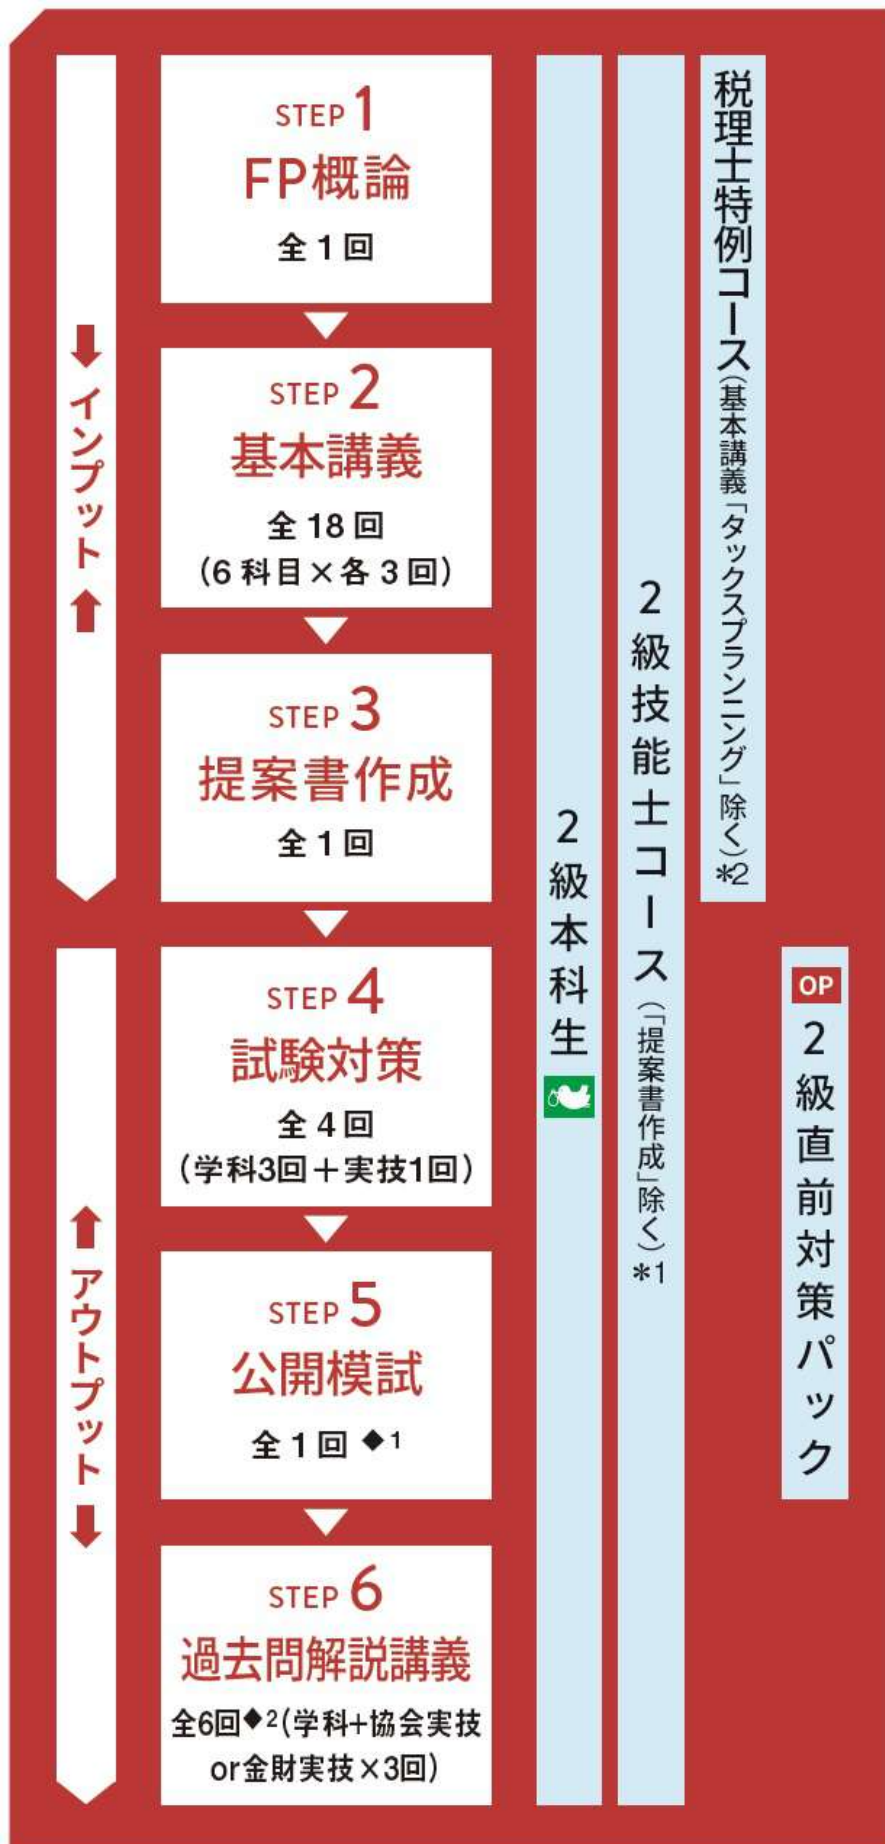 STEP 1
FP概論
全1回
STEP 2
基本講義
全18回
（6科目×各3回）
STEP 3
提案書作成
全1回
STEP 4
試験対策
全4回
（学科3回＋実技1回）
STEP 5
公開模試
全1回 ◆1
STEP 6
過去問解説講義
全6回◆2（学科+協会実技
or金財実技×3回）
インプット
アウトプット
2級本科生
2級技能士コース（「提案書作成」除く）*1
税理士特例コース（基本講義「タックスプランニング」除く）*2
OP 2級直前対策パック